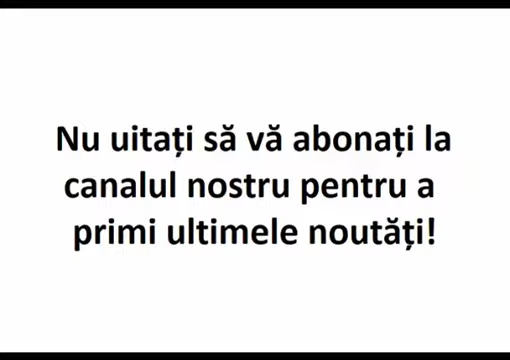 Nu uitați să vă abonați la
canalul nostru pentru a
primi ultimele noutăți!